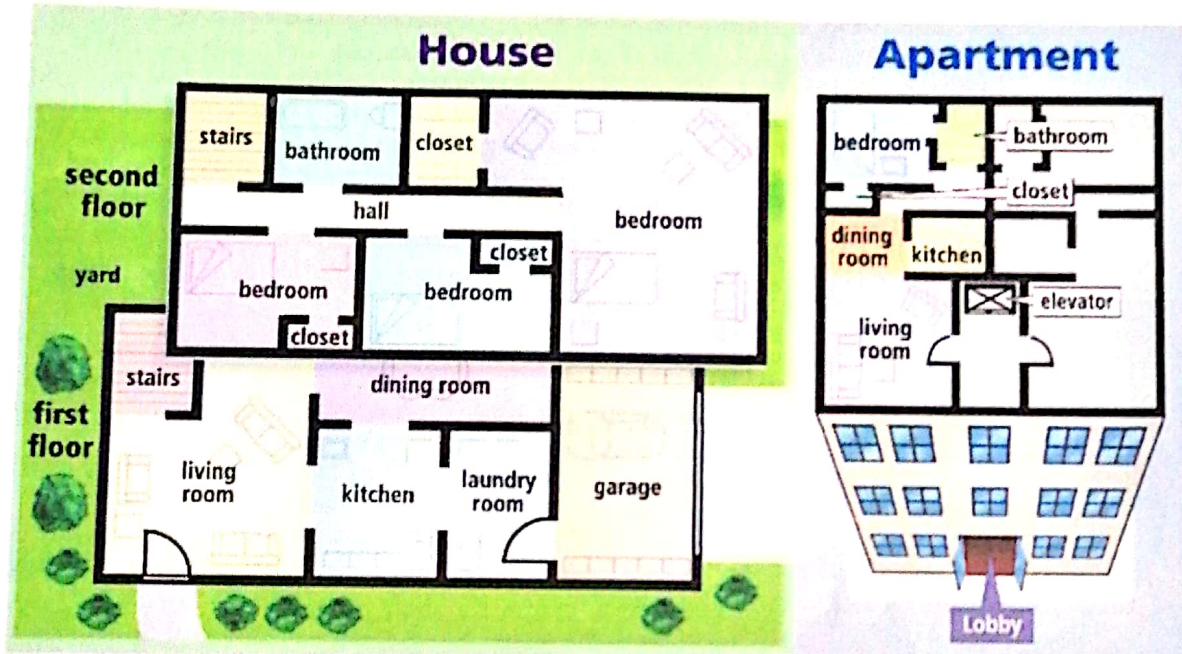 House
stairs
bathroom
closet
second
floor
hall
bedroom
closet
yard
bedroom
bedroom
closet
stairs
dining room
first
floor
living
room
kitchen
laundry
room
garage
Apartment
bedroom
bathroom
closet
dining
room
kitchen
elevator
living
room
Lobby